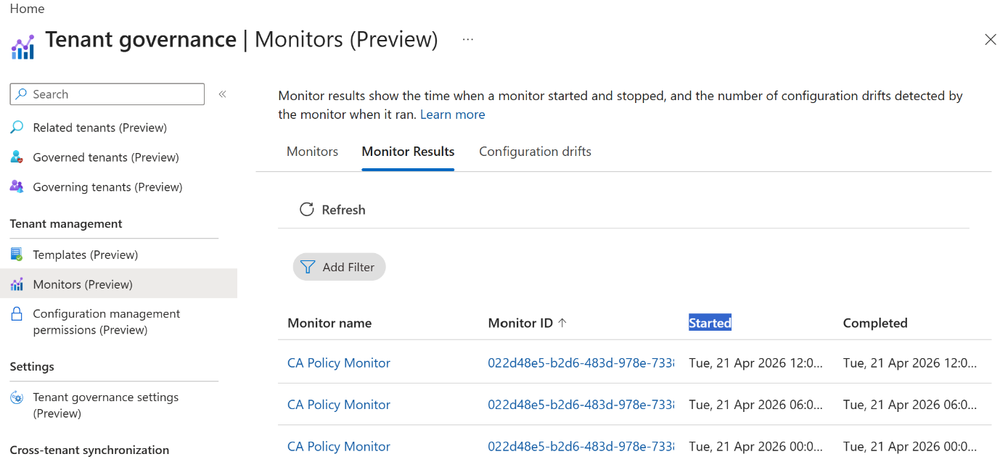 Home
Tenant governance | Monitors (Preview) ...
Search
Related tenants (Preview)
Governed tenants (Preview)
Governing tenants (Preview)
Tenant management
Templates (Preview)
Monitors (Preview)
Configuration management
permissions (Preview)
Settings
Tenant governance settings
(Preview)
Cross-tenant synchronization
Monitor results show the time when a monitor started and stopped, and the number of configuration drifts detected by
the monitor when it ran. Learn more
Monitors Monitor Results Configuration drifts
Refresh
Add Filter
Monitor name Monitor ID ↑ Started Completed
CA Policy Monitor 022d48e5-b2d6-483d-978e-733 Tue, 21 Apr 2026 12:0... Tue, 21 Apr 2026 12:0...
CA Policy Monitor 022d48e5-b2d6-483d-978e-733 Tue, 21 Apr 2026 06:0... Tue, 21 Apr 2026 06:0...
CA Policy Monitor 022d48e5-b2d6-483d-978e-733 Tue, 21 Apr 2026 00:0... Tue, 21 Apr 2026 00:0...